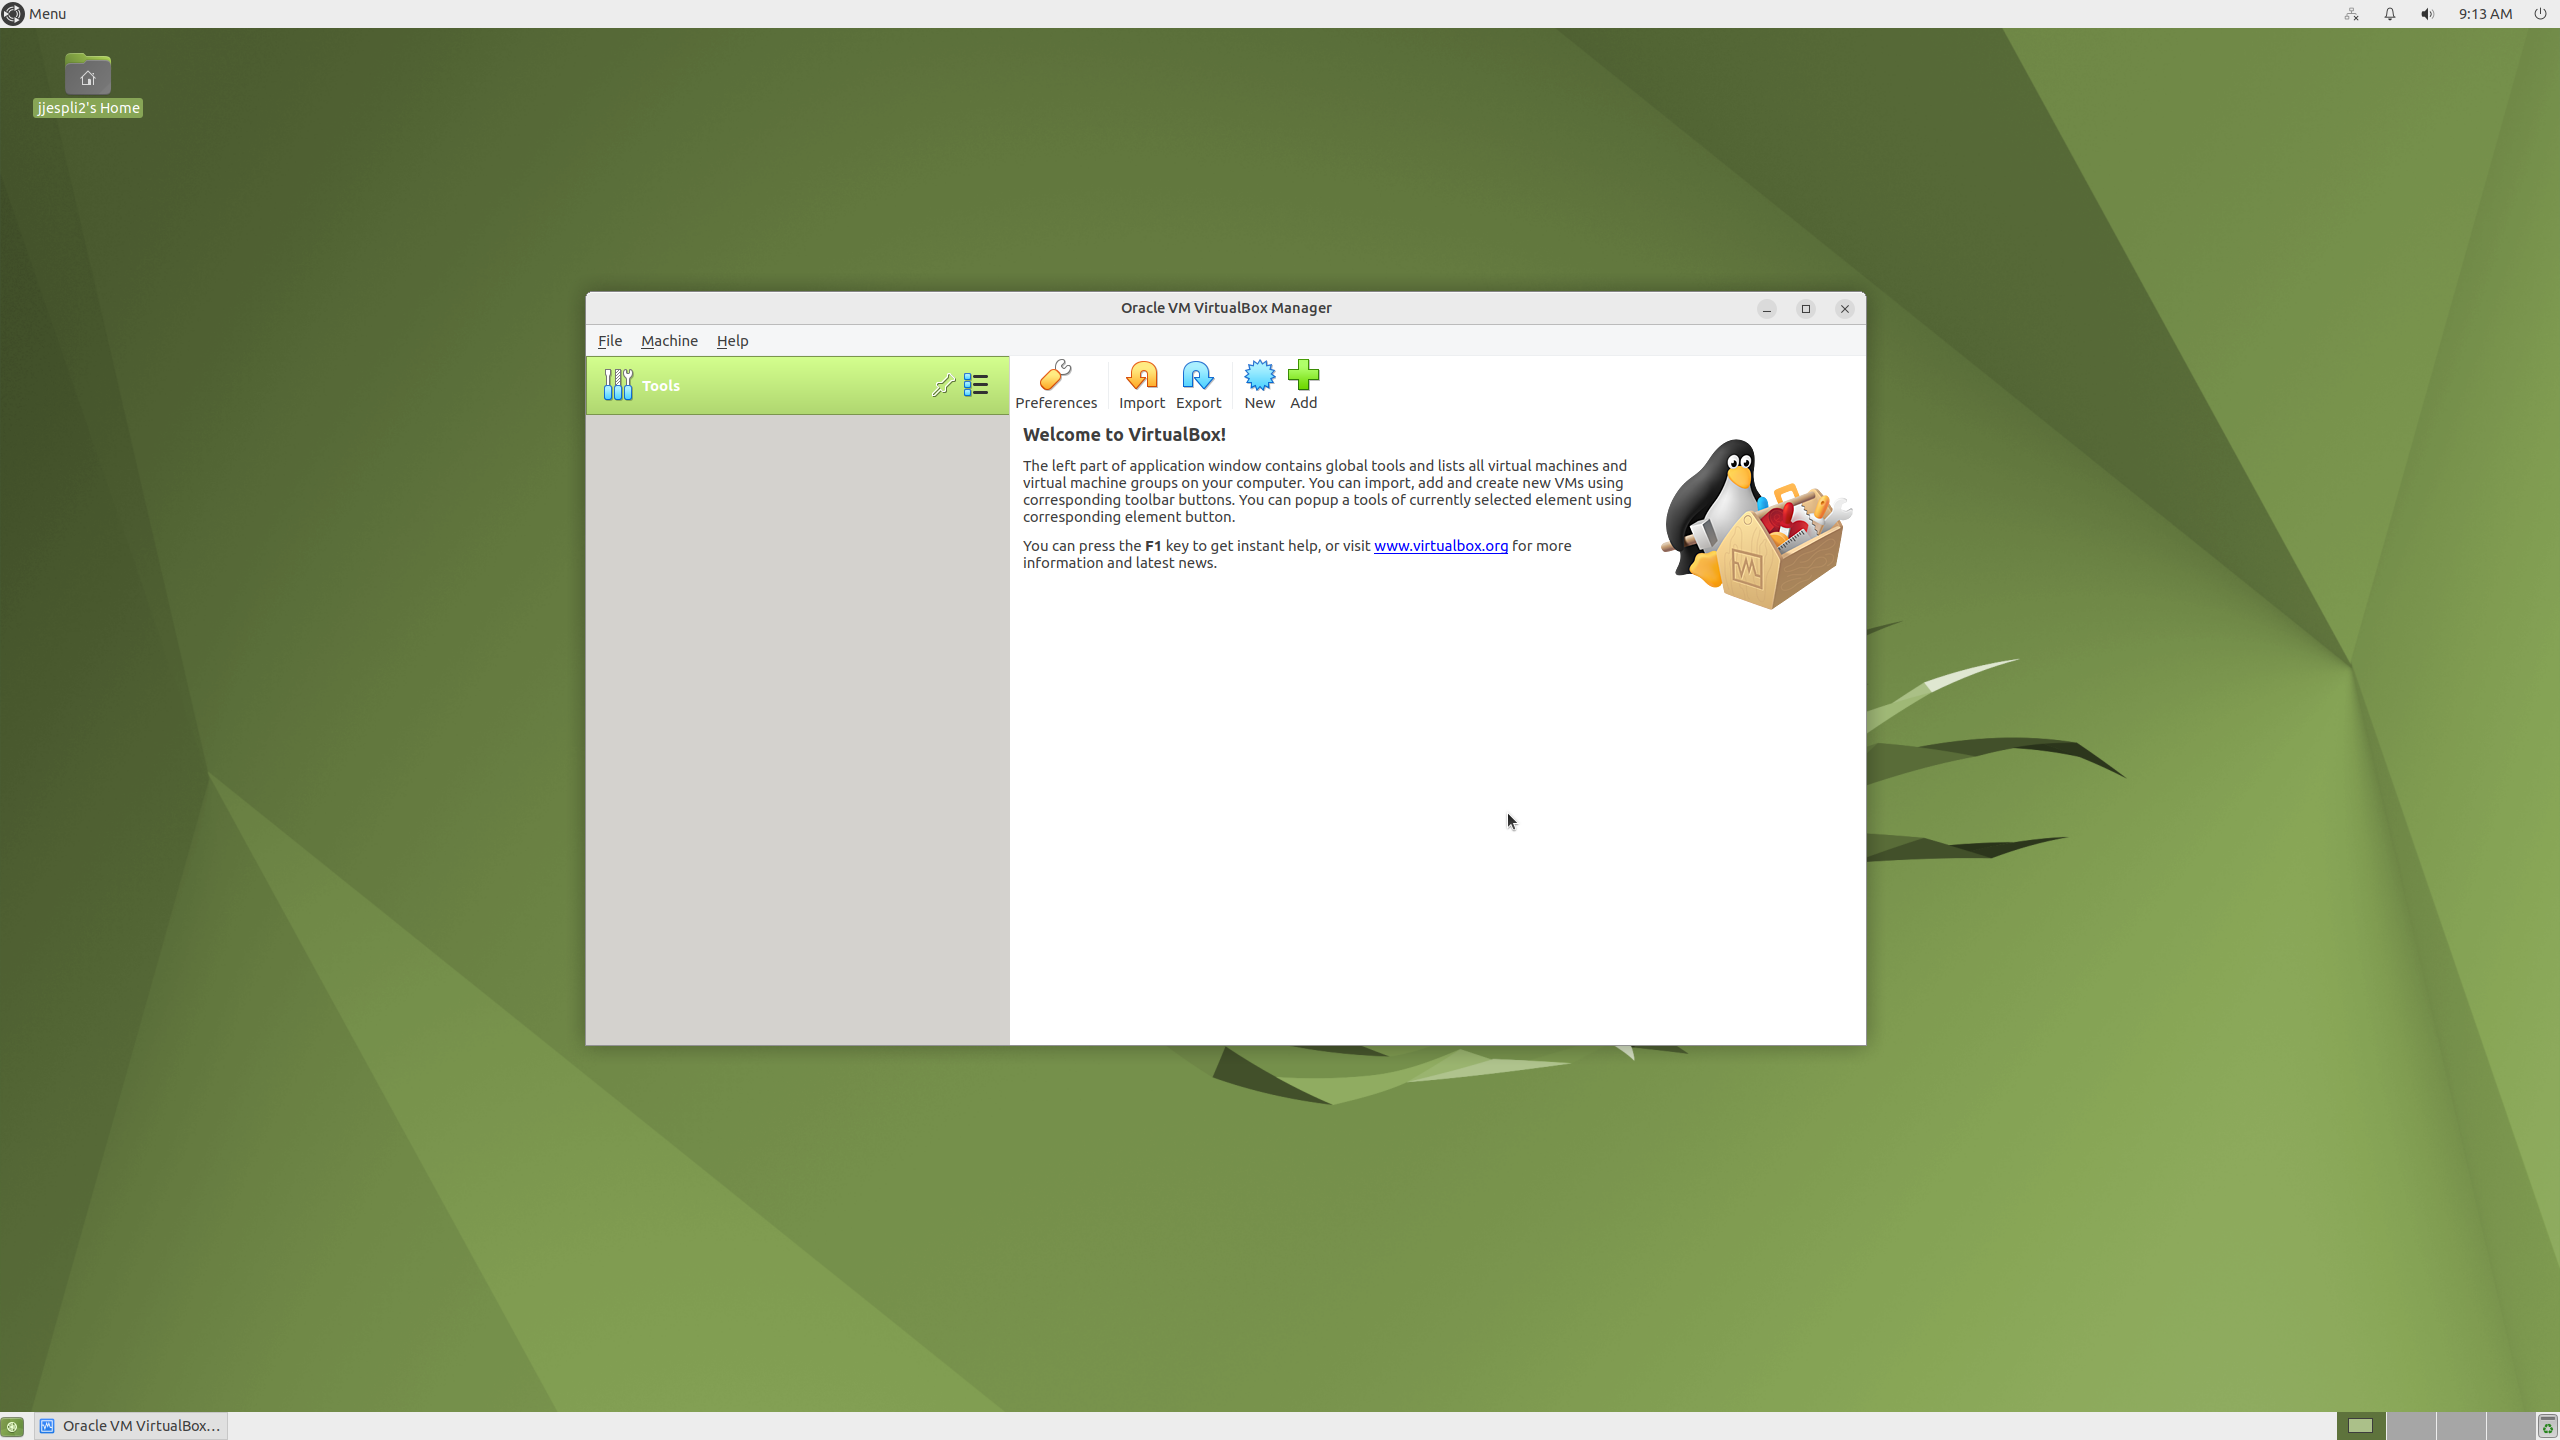 Menu
9:13 AM
jjespli2's Home
Oracle VM VirtualBox Manager
File Machine Help
Tools
Preferences Import Export New Add
Welcome to VirtualBox!
The left part of application window contains global tools and lists all virtual machines and
virtual machine groups on your computer. You can import, add and create new VMs using
corresponding toolbar buttons. You can popup a tools of currently selected element using
corresponding element button.
You can press the F1 key to get instant help, or visit www.virtualbox.org for more
information and latest news.
Oracle VM VirtualBox...